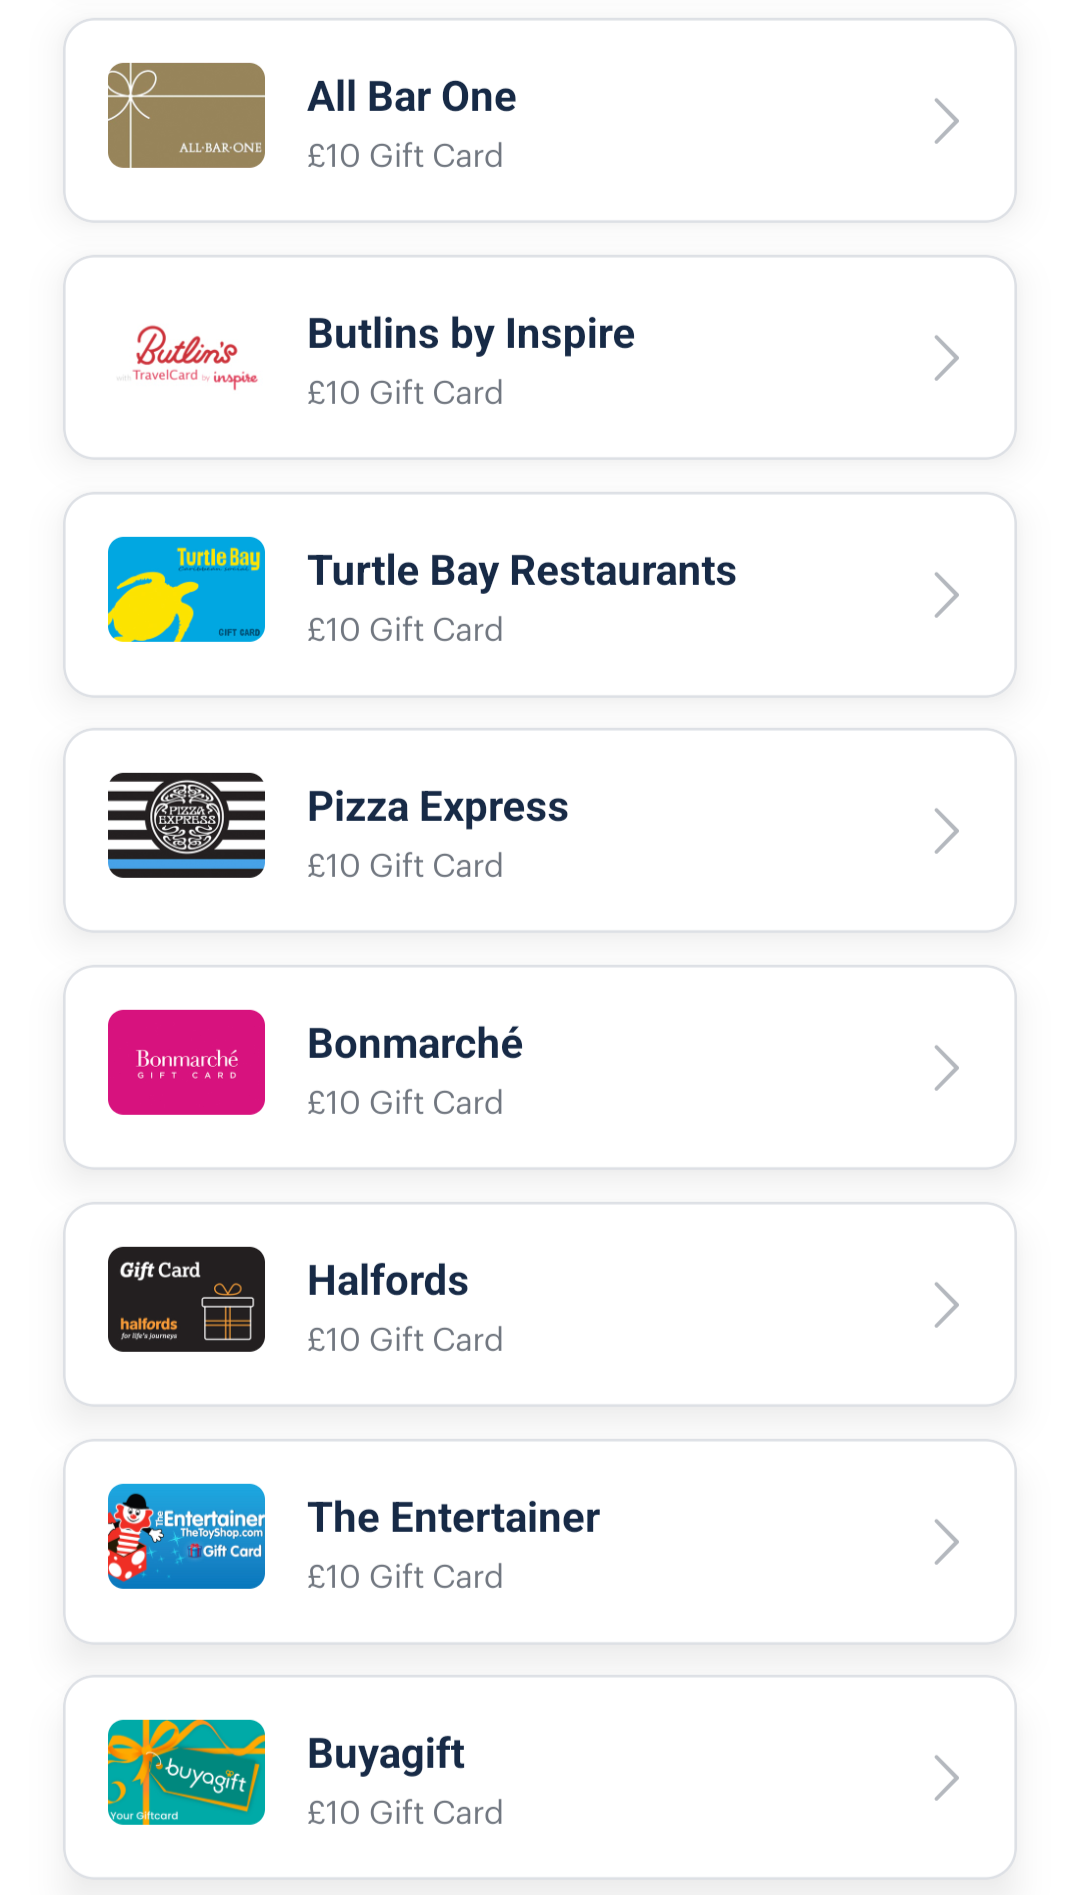 ALL·BAR·ONE
All Bar One
£10 Gift Card
Butlin's
with TravelCard by inspire
Butlins by Inspire
£10 Gift Card
Turtle Bay
GIFT CARD
Turtle Bay Restaurants
£10 Gift Card
PIZZA
EXPRESS
Pizza Express
£10 Gift Card
Bonmarché
GIFT CARD
Bonmarché
£10 Gift Card
Gift Card
halfords
for life's journeys
Halfords
£10 Gift Card
The Entertainer
TheToyShop.com
Gift Card
The Entertainer
£10 Gift Card
buyagift
Your Giftcard
Buyagift
£10 Gift Card